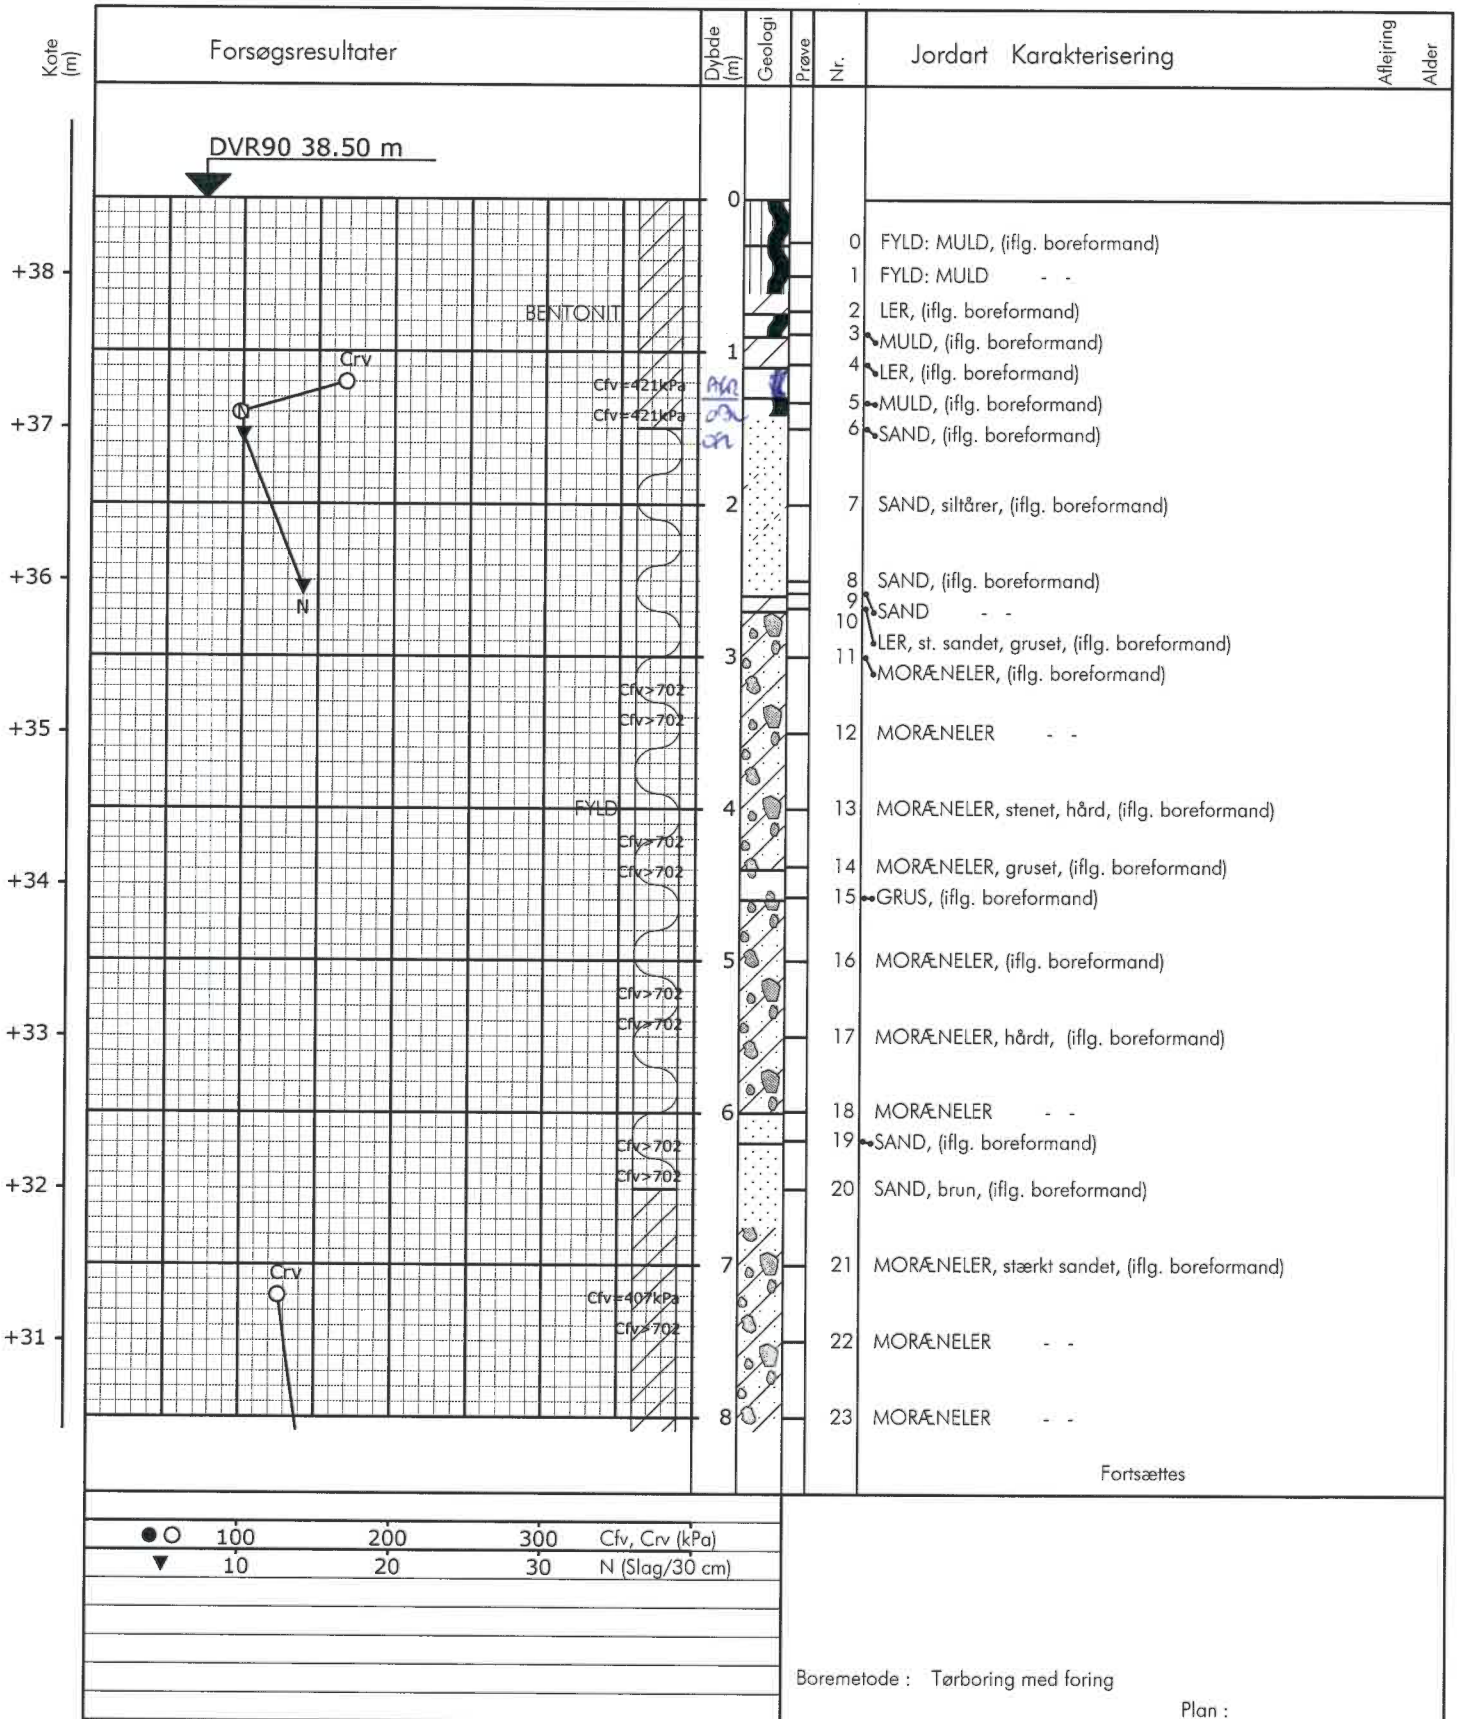 Kote (m)
Forsøgsresultater
Dybde (m)
Geologi
Prøve
Nr.
Jordart Karakterisering
Aflejring
Alder
DVR90 38.50 m
0
0 FYLD: MULD, (iflg. boreformand)
+38
1 FYLD: MULD - -
BENTONIT
2 LER, (iflg. boreformand)
3 MULD, (iflg. boreformand)
1
Crv
4 LER, (iflg. boreformand)
Cfv=421kPa
5 MULD, (iflg. boreformand)
N
Cfv=421kPa
+37
6 SAND, (iflg. boreformand)
2
7 SAND, siltårer, (iflg. boreformand)
+36
8 SAND, (iflg. boreformand)
N
9 SAND - -
10 LER, st. sandet, gruset, (iflg. boreformand)
3
11 MORÆNELER, (iflg. boreformand)
Cfv>702
Cfv>702
+35
12 MORÆNELER - -
FYLD
4
13 MORÆNELER, stenet, hård, (iflg. boreformand)
Cfv>702
Cfv>702
14 MORÆNELER, gruset, (iflg. boreformand)
+34
15 GRUS, (iflg. boreformand)
5
16 MORÆNELER, (iflg. boreformand)
Cfv>702
Cfv>702
+33
17 MORÆNELER, hårdt, (iflg. boreformand)
6
18 MORÆNELER - -
Cfv>702
19 SAND, (iflg. boreformand)
Cfv>702
+32
20 SAND, brun, (iflg. boreformand)
7
21 MORÆNELER, stærkt sandet, (iflg. boreformand)
Crv
Cfv=407kPa
Cfv>702
+31
22 MORÆNELER - -
8
23 MORÆNELER - -
Fortsættes
100 200 300 Cfv, Crv (kPa)
10 20 30 N (Slag/30 cm)
Boremetode : Tørboring med foring
Plan :